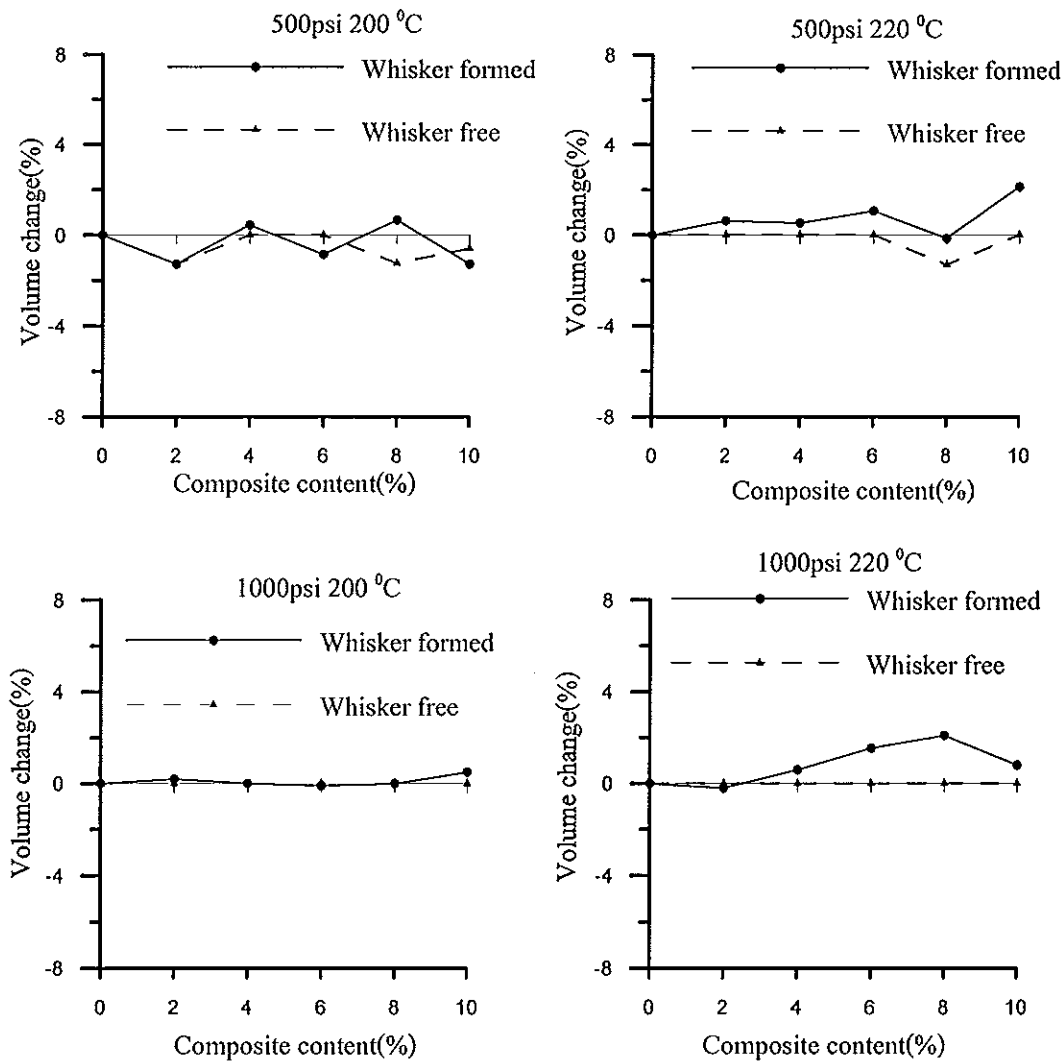 500psi 200 ⁰C
8
Whisker formed
Whisker free
4
0
-4
-8
Volume change(%)
0 2 4 6 8 10
Composite content(%)
500psi 220 ⁰C
8
Whisker formed
Whisker free
4
0
-4
-8
Volume change(%)
0 2 4 6 8 10
Composite content(%)
1000psi 200 ⁰C
8
Whisker formed
4
Whisker free
0
-4
-8
Volume change(%)
0 2 4 6 8 10
Composite content(%)
1000psi 220 ⁰C
8
Whisker formed
Whisker free
4
0
-4
-8
Volume change(%)
0 2 4 6 8 10
Composite content(%)